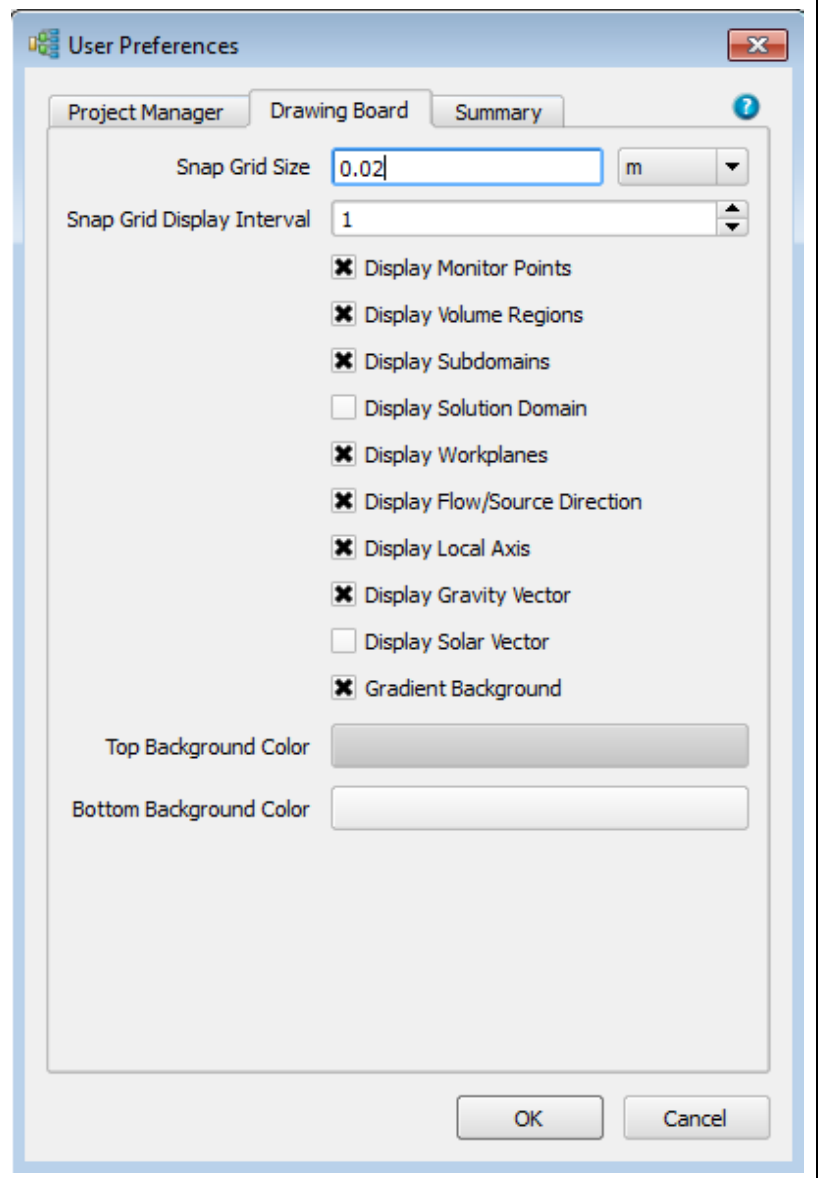 User Preferences
Project Manager Drawing Board Summary
Snap Grid Size 0.02 m
Snap Grid Display Interval 1
Display Monitor Points
Display Volume Regions
Display Subdomains
Display Solution Domain
Display Workplanes
Display Flow/Source Direction
Display Local Axis
Display Gravity Vector
Display Solar Vector
Gradient Background
Top Background Color
Bottom Background Color
OK Cancel